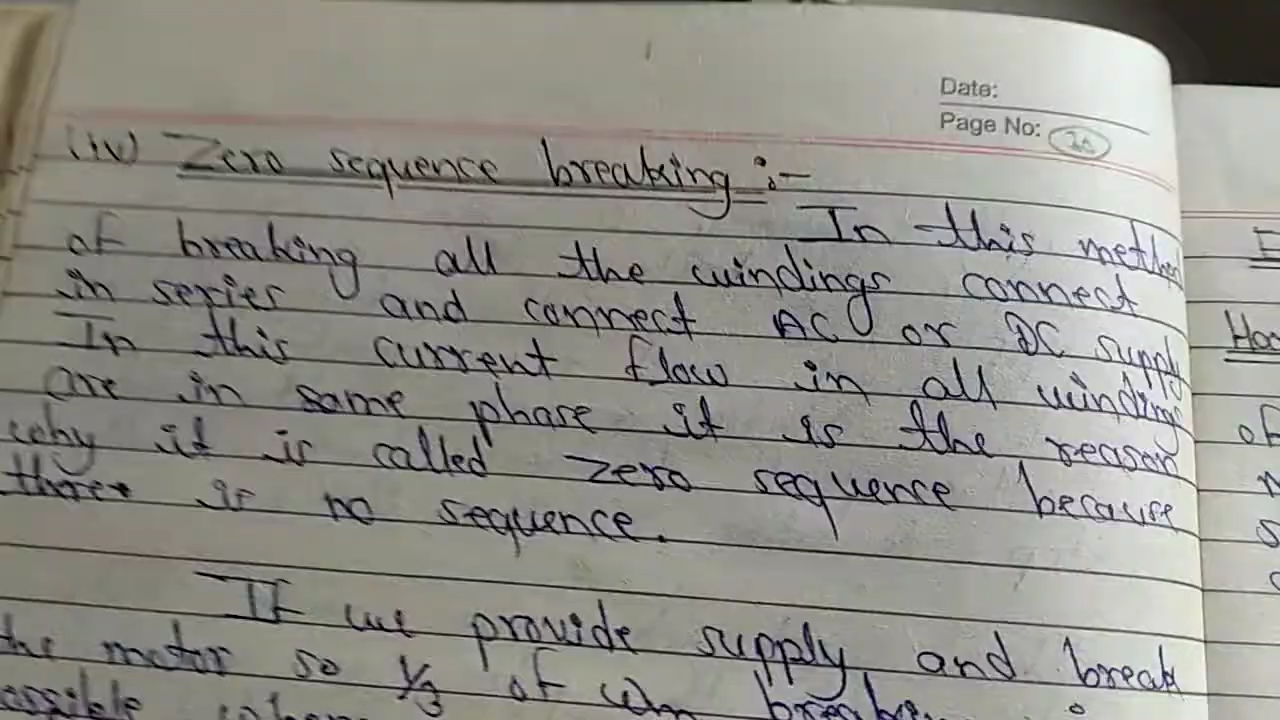 Date:
Page No: 20
(iv) Zero sequence breaking :-
In this method
of breaking all the windings connect
in series and connect AC or DC supply
In this current flow in all windings
are in same phase it is the reason
why it is called zero sequence because
there is no sequence.
If we provide supply and break
the motor so 1/3 of